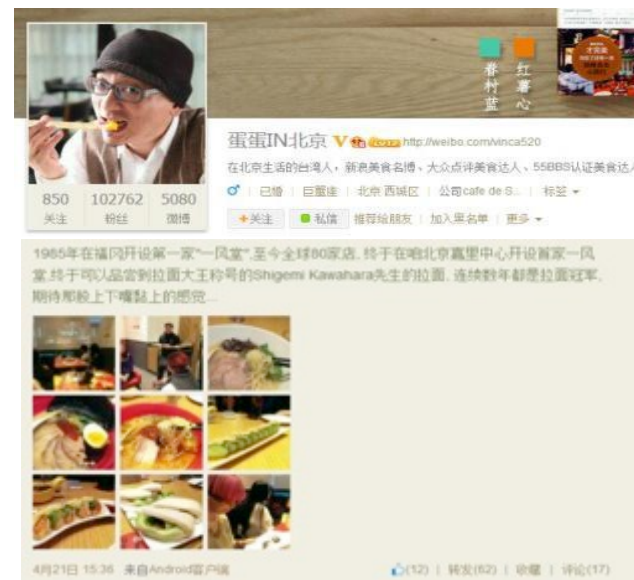 眷村蓝
红薯心
蛋蛋IN北京 V http://weibo.com/vinca520
在北京生活的台湾人，新浪美食名博、大众点评美食达人、55BBS认证美食达
♂ | 已婚 | 巨蟹座 | 北京 西城区 | 公司cafe de S... | 标签
850 102762 5080
关注 粉丝 微博
+关注 私信 推荐给朋友 | 加入黑名单 | 更多
1985年在福冈开设第一家"一风堂".至今全球80家店. 终于在咱北京嘉里中心开设首家一风
堂.终于可以品尝到拉面大王称号的Shigemi Kawahara先生的拉面. 连续数年都是拉面冠军.
期待那般上下嘴黏上的感觉...
4月21日 15:36 来自Android客户端 (12) | 转发(62) | 收藏 | 评论(17)